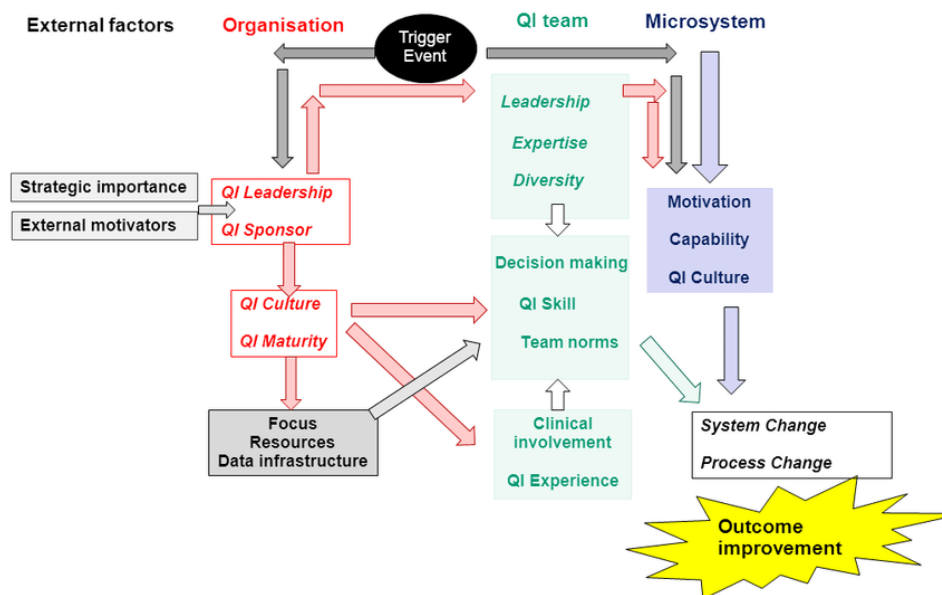 External factors
Organisation
Trigger
Event
QI team
Microsystem
Leadership
Expertise
Diversity
Strategic importance
External motivators
QI Leadership
QI Sponsor
Motivation
Capability
QI Culture
Decision making
QI Skill
Team norms
QI Culture
QI Maturity
Focus
Resources
Data infrastructure
Clinical
involvement
QI Experience
System Change
Process Change
Outcome
improvement